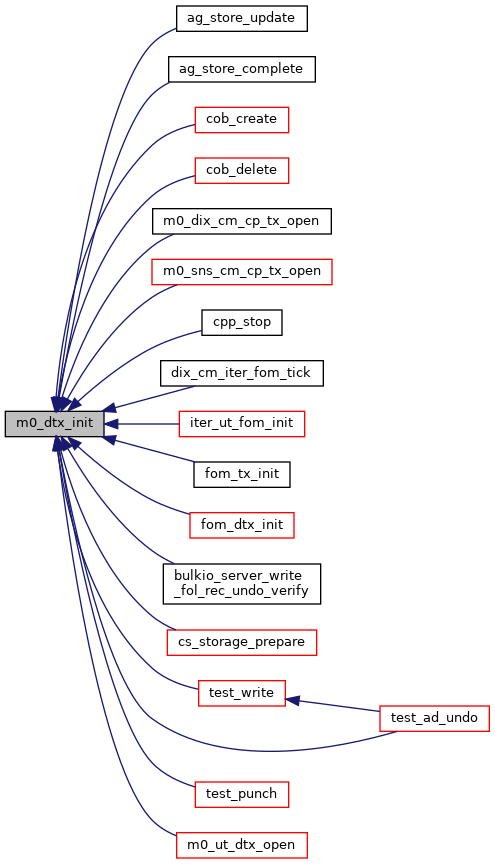 ag_store_update
ag_store_complete
cob_create
cob_delete
m0_dix_cm_cp_tx_open
m0_sns_cm_cp_tx_open
cpp_stop
dix_cm_iter_fom_tick
m0_dtx_init
iter_ut_fom_init
fom_tx_init
fom_dtx_init
bulkio_server_write
_fol_rec_undo_verify
cs_storage_prepare
test_write
test_ad_undo
test_punch
m0_ut_dtx_open